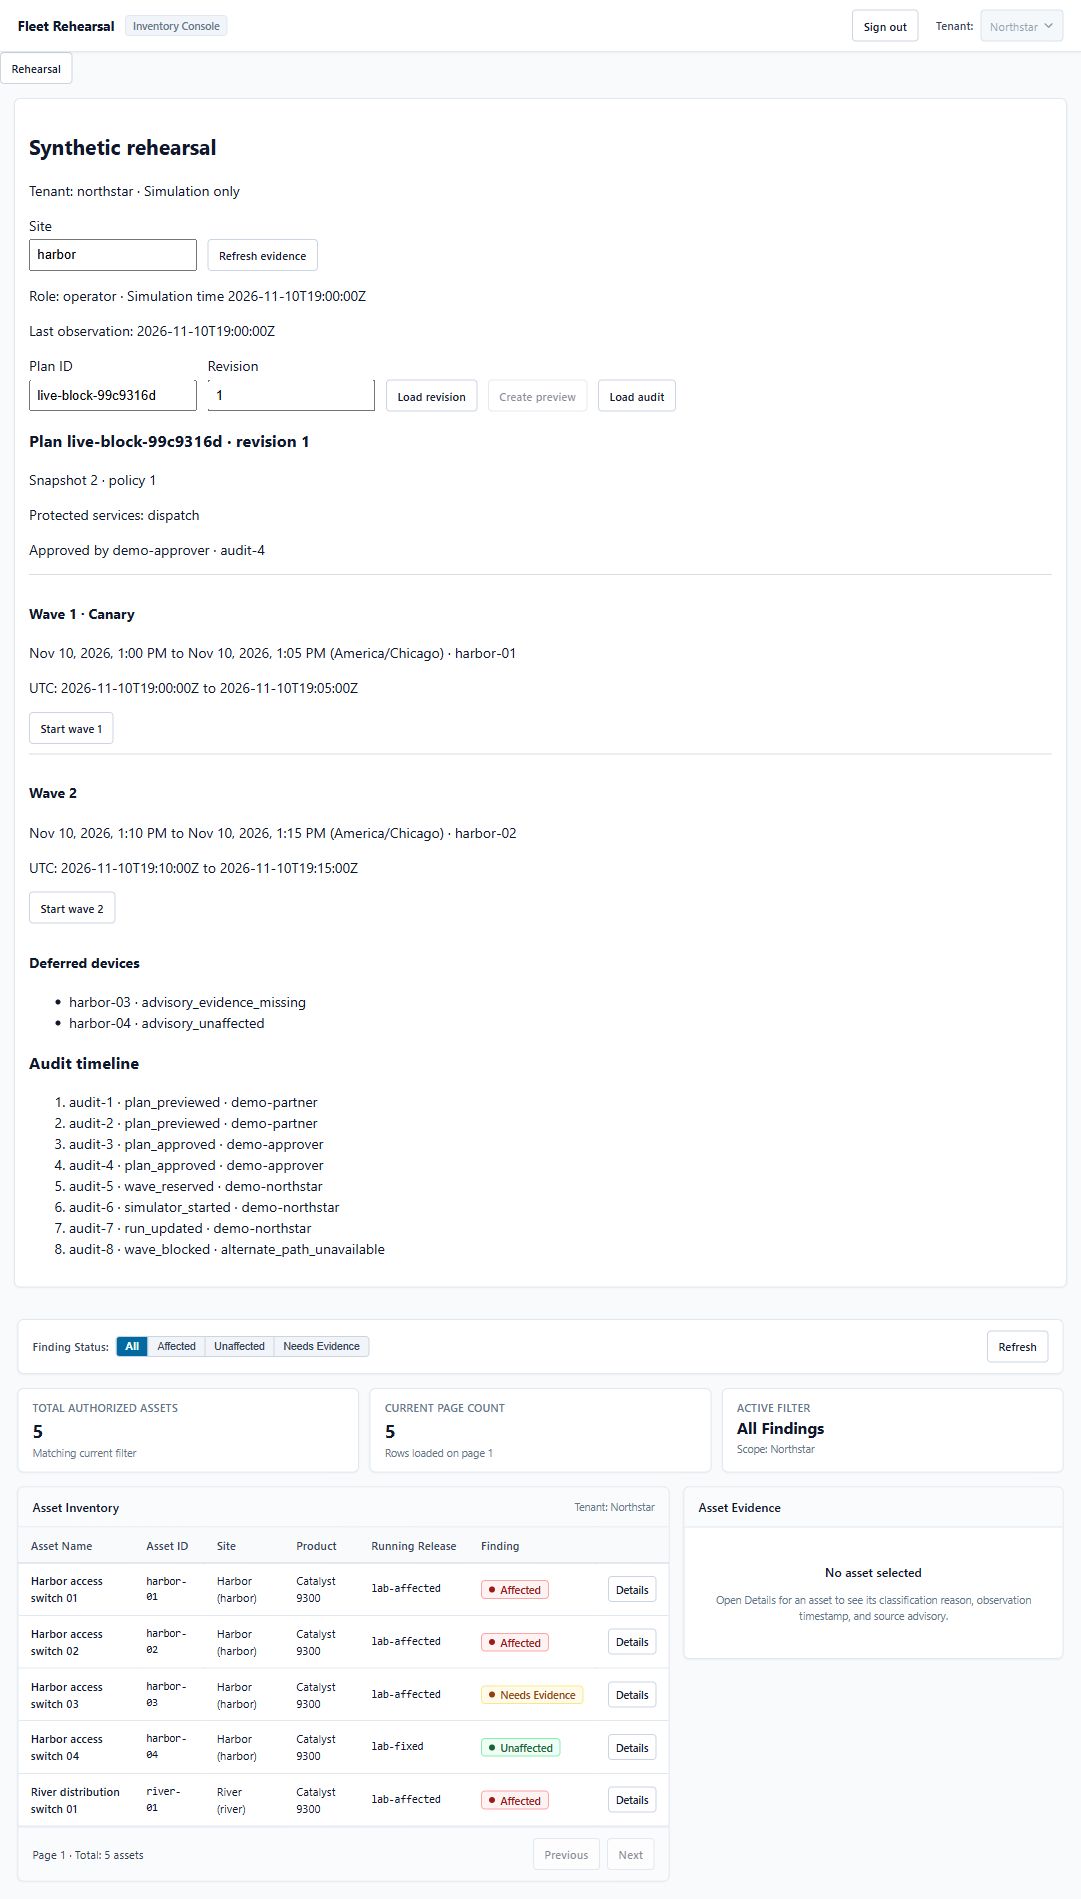 Fleet Rehearsal Inventory Console Sign out Tenant: Northstar
Rehearsal
Synthetic rehearsal
Tenant: northstar · Simulation only
Site
harbor Refresh evidence
Role: operator · Simulation time 2026-11-10T19:00:00Z
Last observation: 2026-11-10T19:00:00Z
Plan ID Revision
live-block-99c9316d 1 Load revision Create preview Load audit
Plan live-block-99c9316d · revision 1
Snapshot 2 · policy 1
Protected services: dispatch
Approved by demo-approver · audit-4
Wave 1 · Canary
Nov 10, 2026, 1:00 PM to Nov 10, 2026, 1:05 PM (America/Chicago) · harbor-01
UTC: 2026-11-10T19:00:00Z to 2026-11-10T19:05:00Z
Start wave 1
Wave 2
Nov 10, 2026, 1:10 PM to Nov 10, 2026, 1:15 PM (America/Chicago) · harbor-02
UTC: 2026-11-10T19:10:00Z to 2026-11-10T19:15:00Z
Start wave 2
Deferred devices
• harbor-03 · advisory_evidence_missing
• harbor-04 · advisory_unaffected
Audit timeline
1. audit-1 · plan_previewed · demo-partner
2. audit-2 · plan_previewed · demo-partner
3. audit-3 · plan_approved · demo-approver
4. audit-4 · plan_approved · demo-approver
5. audit-5 · wave_reserved · demo-northstar
6. audit-6 · simulator_started · demo-northstar
7. audit-7 · run_updated · demo-northstar
8. audit-8 · wave_blocked · alternate_path_unavailable
Finding Status: All Affected Unaffected Needs Evidence Refresh
TOTAL AUTHORIZED ASSETS
5
Matching current filter
CURRENT PAGE COUNT
5
Rows loaded on page 1
ACTIVE FILTER
All Findings
Scope: Northstar
Asset Inventory Tenant: Northstar
Asset Name Asset ID Site Product Running Release Finding
Harbor access harbor- Harbor Catalyst lab-affected Affected Details
switch 01 01 (harbor) 9300
Harbor access harbor- Harbor Catalyst lab-affected Affected Details
switch 02 02 (harbor) 9300
Harbor access harbor- Harbor Catalyst lab-affected Needs Evidence Details
switch 03 03 (harbor) 9300
Harbor access harbor- Harbor Catalyst lab-fixed Unaffected Details
switch 04 04 (harbor) 9300
River distribution river- River Catalyst lab-affected Affected Details
switch 01 01 (river) 9300
Page 1 · Total: 5 assets Previous Next
Asset Evidence
No asset selected
Open Details for an asset to see its classification reason, observation
timestamp, and source advisory.